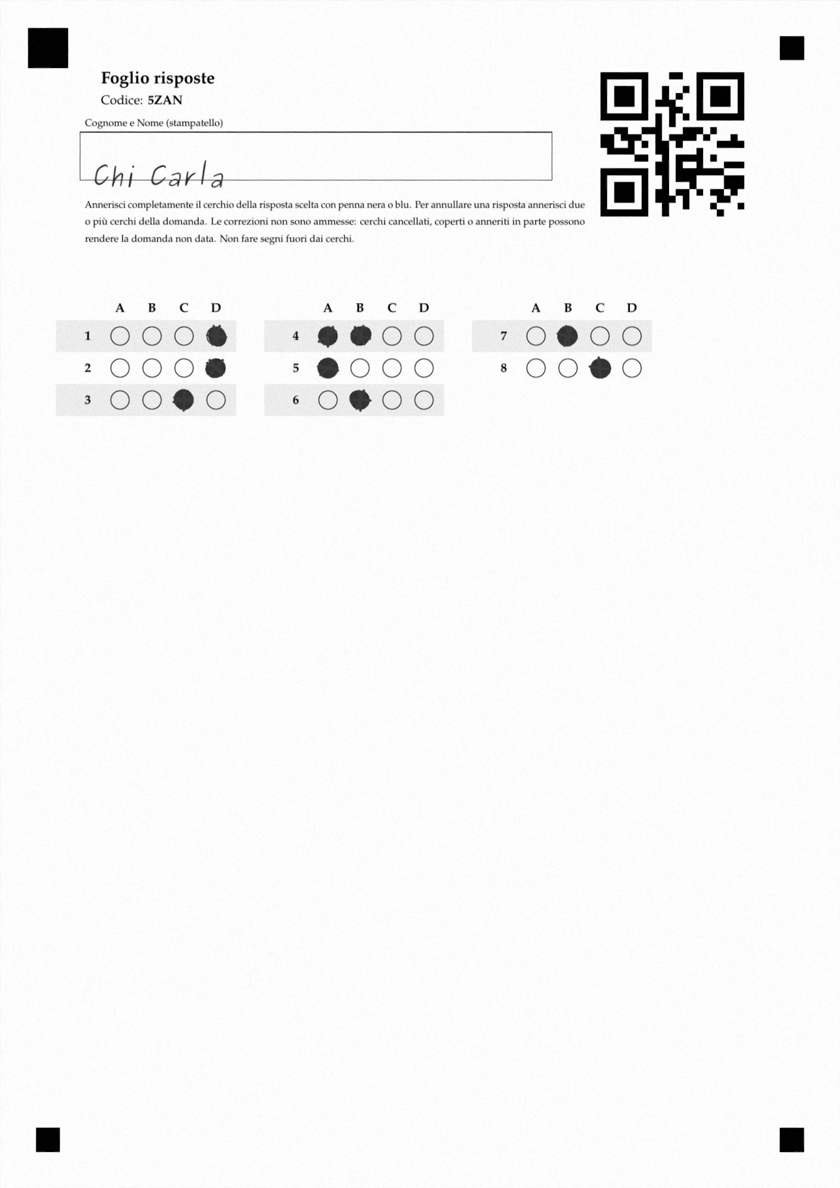 Foglio risposte
Codice: 5ZAN
Cognome e Nome (stampatello)
Chi Carla
Annerisci completamente il cerchio della risposta scelta con penna nera o blu. Per annullare una risposta annerisci due
o più cerchi della domanda. Le correzioni non sono ammesse: cerchi cancellati, coperti o anneriti in parte possono
rendere la domanda non data. Non fare segni fuori dai cerchi.
A B C D
1
2
3
A B C D
4
5
6
A B C D
7
8